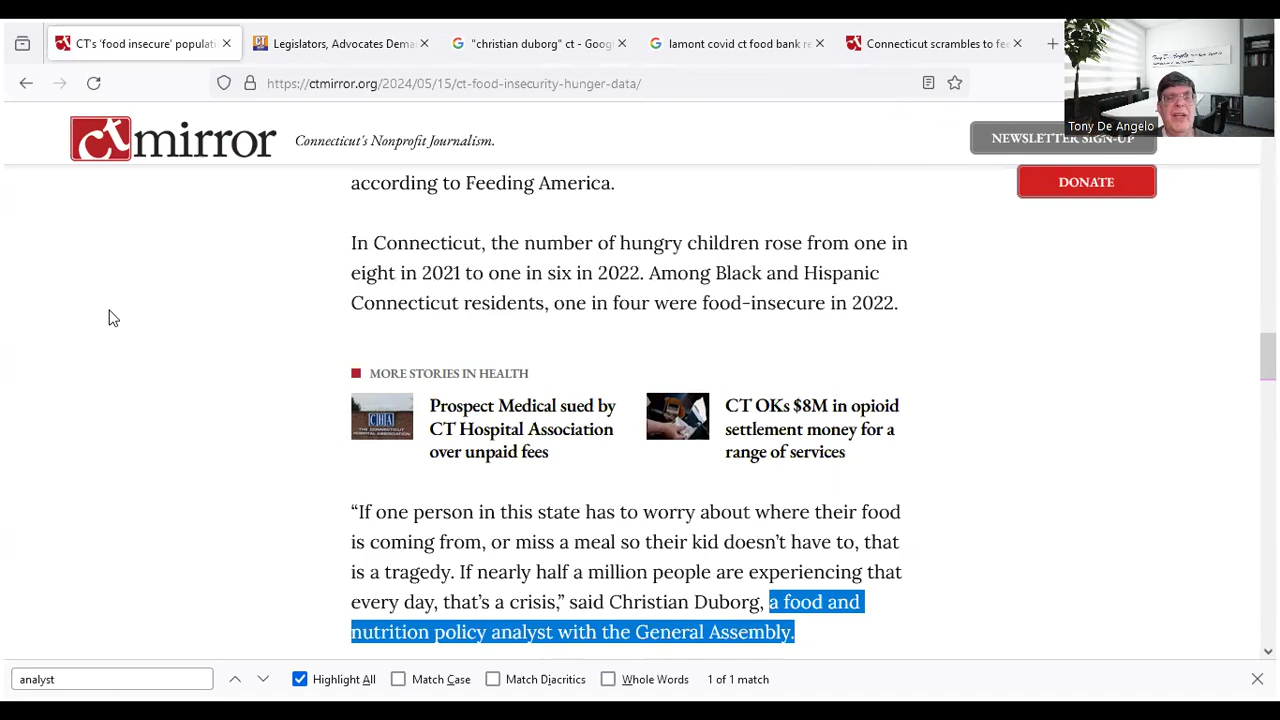 CT's 'food insecure' populati
Legislators, Advocates Dema
"christian duborg" ct - Goog
lamont covid ct food bank re
Connecticut scrambles to fe
https://ctmirror.org/2024/05/15/ct-food-insecurity-hunger-data/
Tony De Angelo
ct mirror
Connecticut's Nonprofit Journalism.
NEWSLETTER SIGN-UP
DONATE
according to Feeding America.
In Connecticut, the number of hungry children rose from one in
eight in 2021 to one in six in 2022. Among Black and Hispanic
Connecticut residents, one in four were food-insecure in 2022.
MORE STORIES IN HEALTH
Prospect Medical sued by
CT Hospital Association
over unpaid fees
CT OKs $8M in opioid
settlement money for a
range of services
“If one person in this state has to worry about where their food
is coming from, or miss a meal so their kid doesn’t have to, that
is a tragedy. If nearly half a million people are experiencing that
every day, that’s a crisis,” said Christian Duborg, a food and
nutrition policy analyst with the General Assembly.
analyst
Highlight All
Match Case
Match Diacritics
Whole Words
1 of 1 match